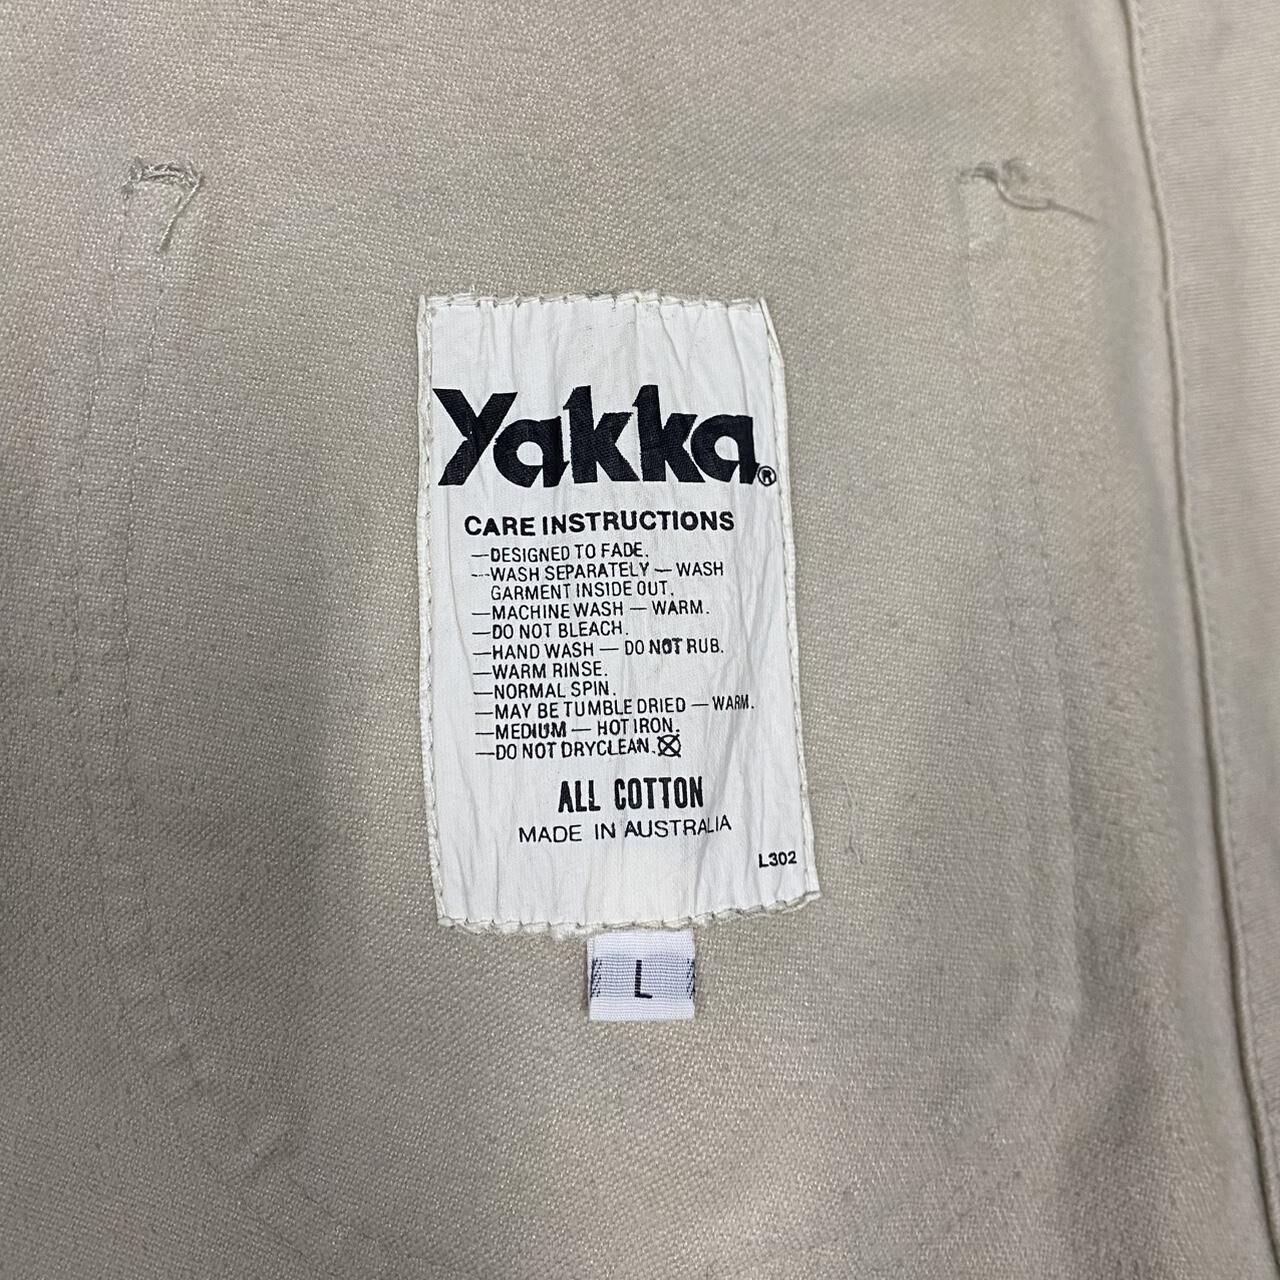 Yakka®
CARE INSTRUCTIONS
—DESIGNED TO FADE.
—WASH SEPARATELY — WASH
GARMENT INSIDE OUT.
—MACHINE WASH — WARM.
—DO NOT BLEACH.
—HAND WASH — DO NOT RUB.
—WARM RINSE.
—NORMAL SPIN.
—MAY BE TUMBLE DRIED — WARM.
—MEDIUM — HOT IRON.
—DO NOT DRYCLEAN.
ALL COTTON
MADE IN AUSTRALIA
L302
L